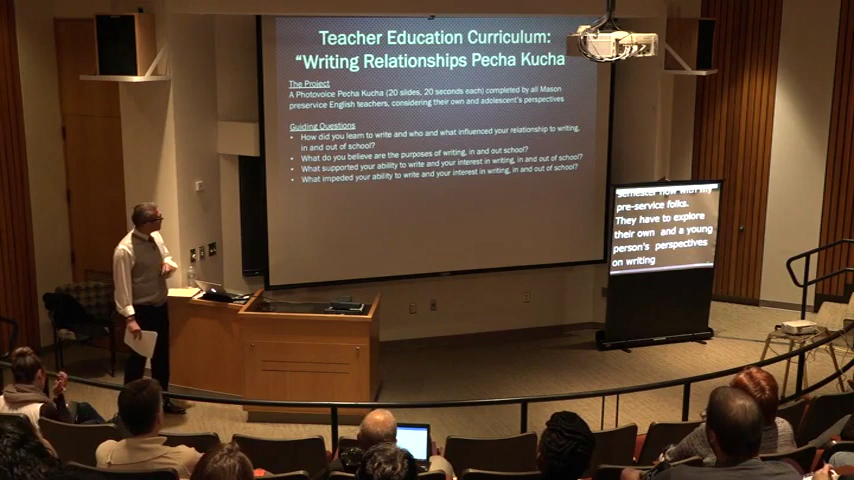 Teacher Education Curriculum:
"Writing Relationships Pecha Kucha
The Project
A Photovoice Pecha Kucha (20 slides, 20 seconds each) completed by all Mason
preservice English teachers, considering their own and adolescent's perspectives
Guiding Questions
• How did you learn to write and who and what influenced your relationship to writing,
in and out of school?
• What do you believe are the purposes of writing, in and out school?
• What supported your ability to write and your interest in writing, in and out of school?
• What impeded your ability to write and your interest in writing, in and out of school?
semester now with my
pre-service folks.
They have to explore
their own and a young
person's perspectives
on writing